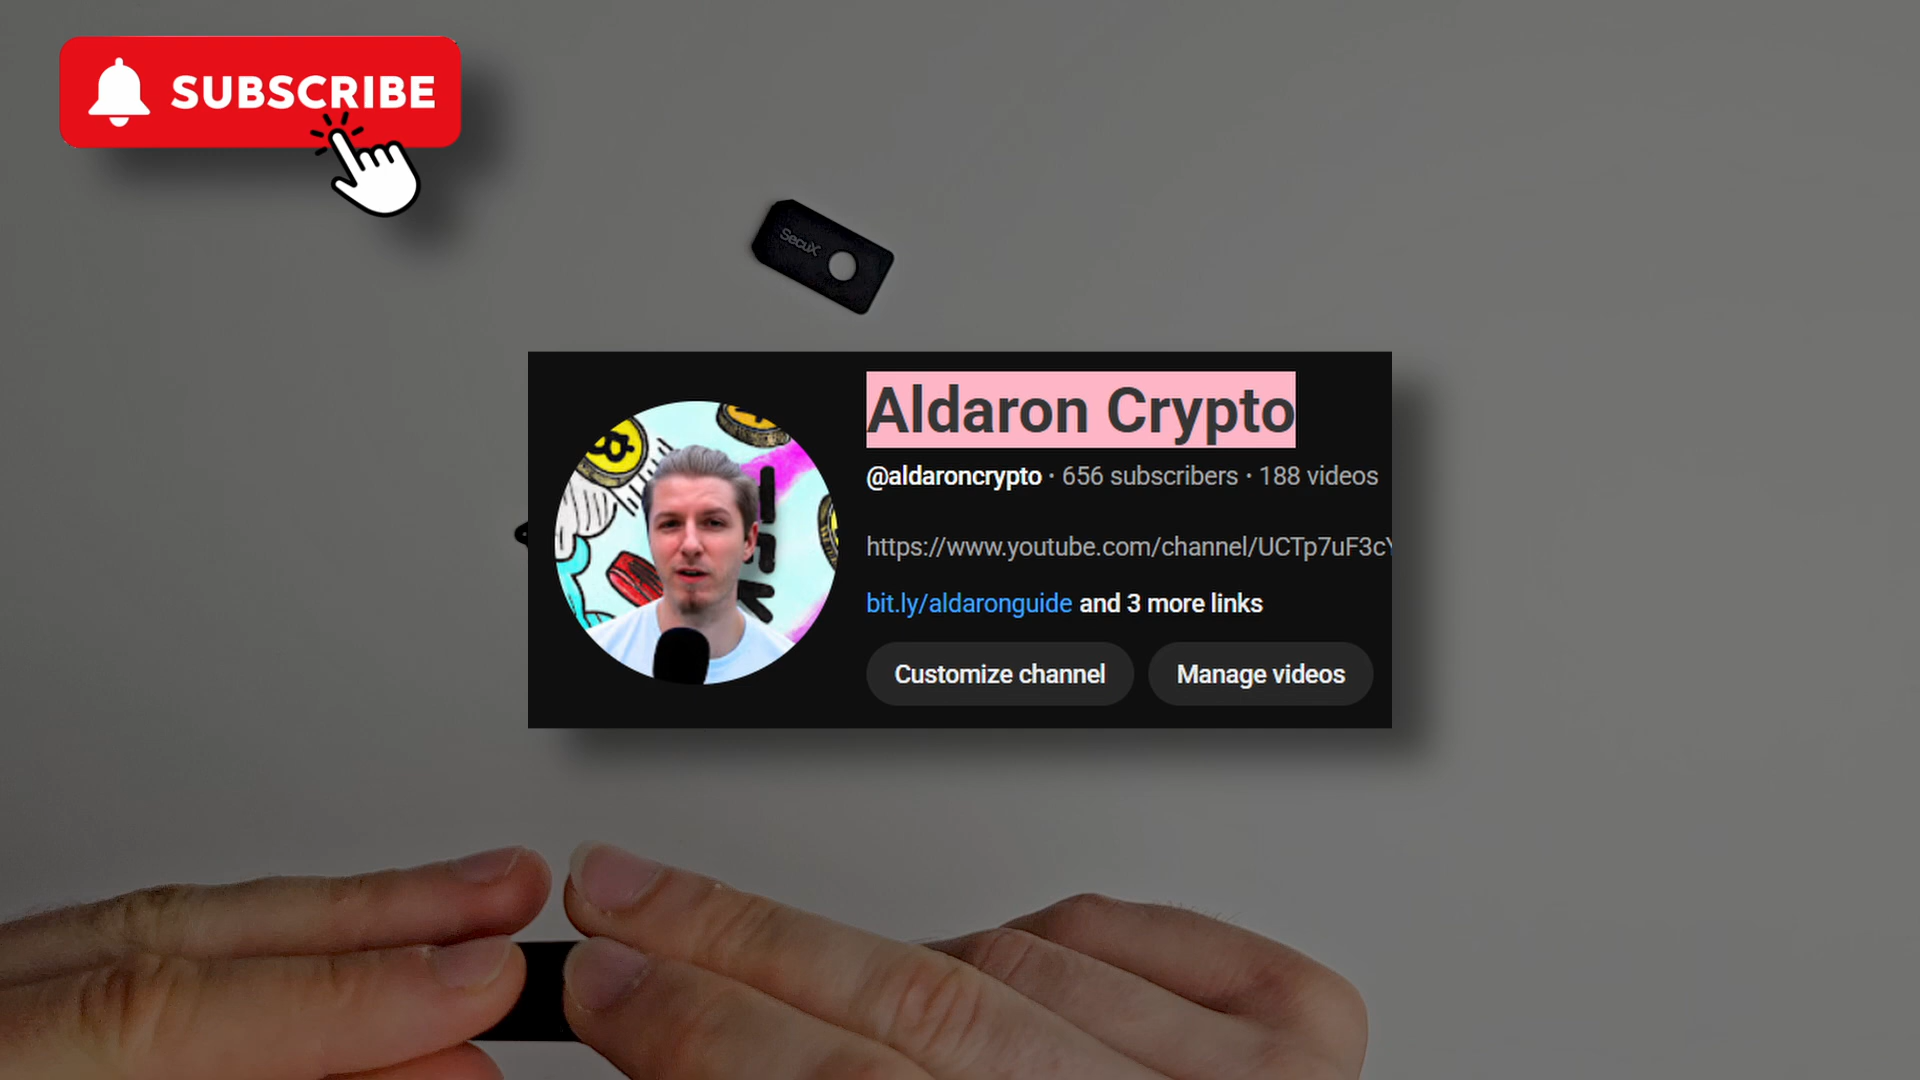 SUBSCRIBE
SecuX
Aldaron Crypto
@aldaroncrypto · 656 subscribers · 188 videos
https://www.youtube.com/channel/UCTp7uF3cY
bit.ly/aldaronguide and 3 more links
Customize channel
Manage videos